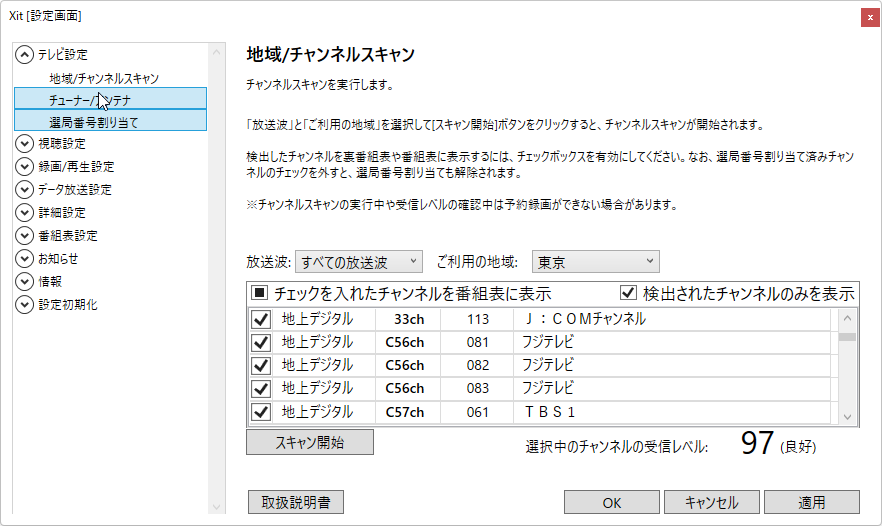 Xit [設定画面]
x
テレビ設定
地域/チャンネルスキャン
チューナー/アンテナ
選局番号割り当て
視聴設定
録画/再生設定
データ放送設定
詳細設定
番組表設定
お知らせ
情報
設定初期化
地域/チャンネルスキャン
チャンネルスキャンを実行します。
「放送波」と「ご利用の地域」を選択して[スキャン開始]ボタンをクリックすると、チャンネルスキャンが開始されます。
検出したチャンネルを裏番組表や番組表に表示するには、チェックボックスを有効にしてください。なお、選局番号割り当て済みチャン
ネルのチェックを外すと、選局番号割り当ても解除されます。
※チャンネルスキャンの実行中や受信レベルの確認中は予約録画ができない場合があります。
放送波: すべての放送波 ご利用の地域: 東京
チェックを入れたチャンネルを番組表に表示 検出されたチャンネルのみを表示
地上デジタル 33ch 113 J：COMチャンネル
地上デジタル C56ch 081 フジテレビ
地上デジタル C56ch 082 フジテレビ
地上デジタル C56ch 083 フジテレビ
地上デジタル C57ch 061 TBS1
スキャン開始 選択中のチャンネルの受信レベル: 97 (良好)
取扱説明書 OK キャンセル 適用